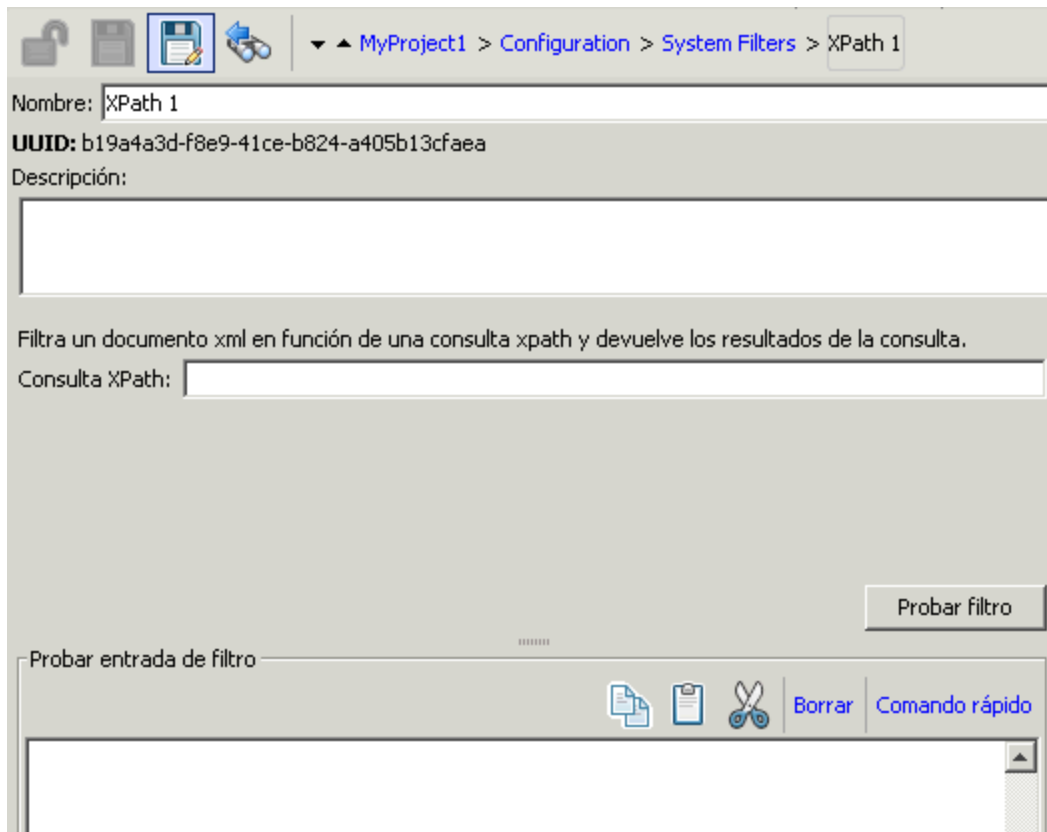 MyProject1 > Configuration > System Filters > XPath 1
Nombre: XPath 1
UUID: b19a4a3d-f8e9-41ce-b824-a405b13cfaea
Descripción:
Filtra un documento xml en función de una consulta xpath y devuelve los resultados de la consulta.
Consulta XPath:
Probar filtro
Probar entrada de filtro
Borrar Comando rápido